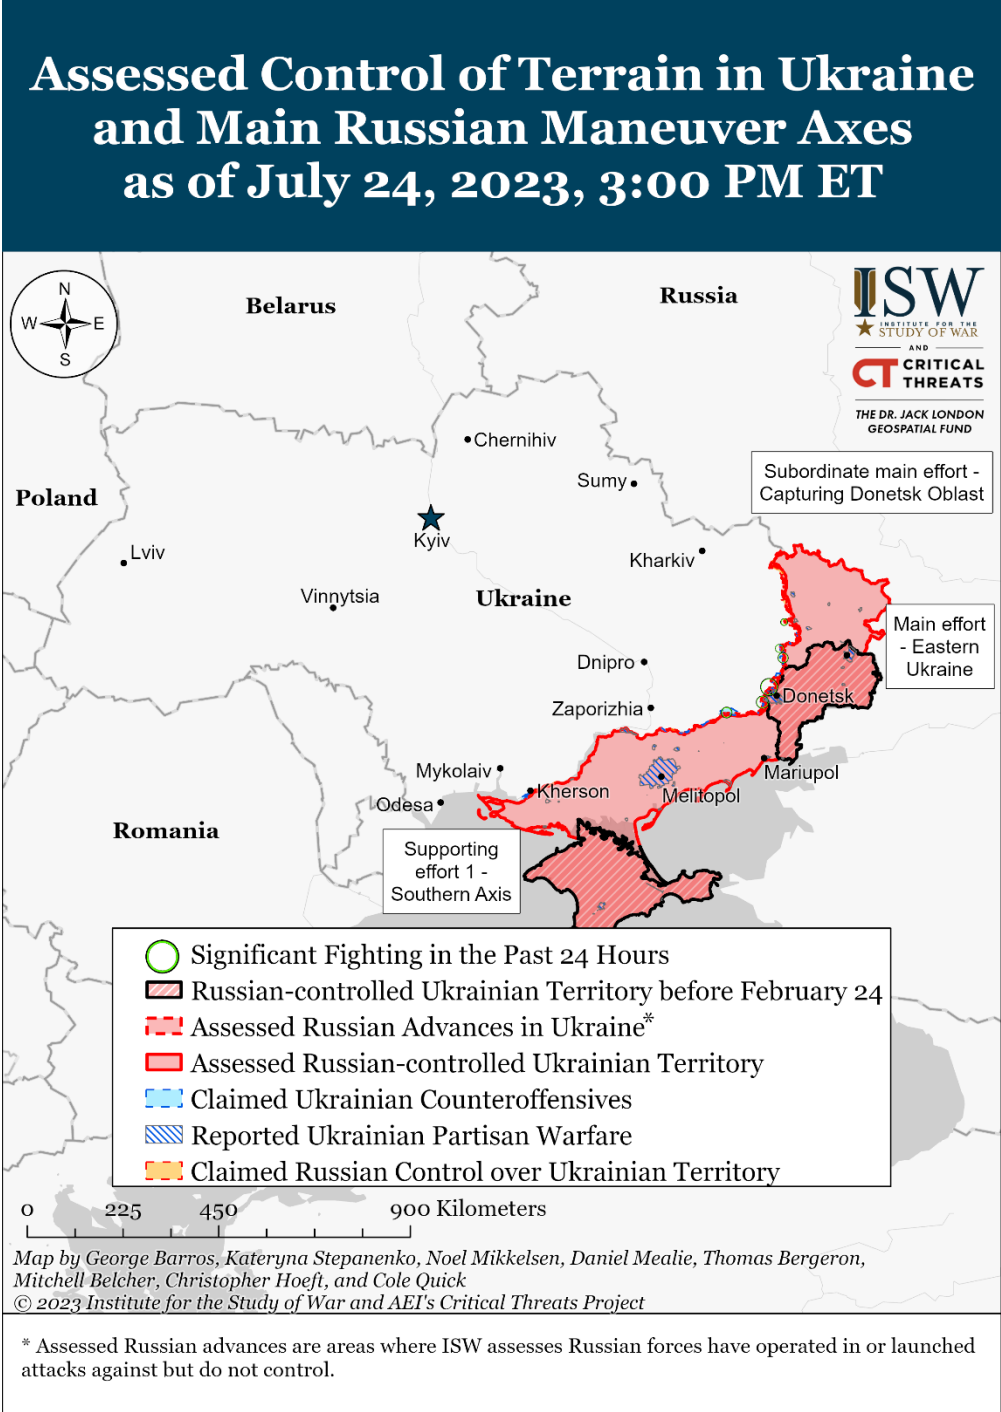 Assessed Control of Terrain in Ukraine
and Main Russian Maneuver Axes
as of July 24, 2023, 3:00 PM ET
N
W
E
S
Belarus
Russia
ISW
INSTITUTE FOR THE
STUDY OF WAR
AND
CT CRITICAL
THREATS
THE DR. JACK LONDON
GEOSPATIAL FUND
Chernihiv
Subordinate main effort -
Capturing Donetsk Oblast
Sumy
Poland
Kyiv
Lviv
Kharkiv
Vinnytsia
Ukraine
Main effort
- Eastern
Ukraine
Dnipro
Donetsk
Zaporizhia
Mykolaiv
Mariupol
Kherson
Melitopol
Odesa
Romania
Supporting
effort 1 -
Southern Axis
Significant Fighting in the Past 24 Hours
Russian-controlled Ukrainian Territory before February 24
Assessed Russian Advances in Ukraine*
Assessed Russian-controlled Ukrainian Territory
Claimed Ukrainian Counteroffensives
Reported Ukrainian Partisan Warfare
Claimed Russian Control over Ukrainian Territory
0 225 450 900 Kilometers
Map by George Barros, Kateryna Stepanenko, Noel Mikkelsen, Daniel Mealie, Thomas Bergeron,
Mitchell Belcher, Christopher Hoeft, and Cole Quick
© 2023 Institute for the Study of War and AEI's Critical Threats Project
* Assessed Russian advances are areas where ISW assesses Russian forces have operated in or launched
attacks against but do not control.